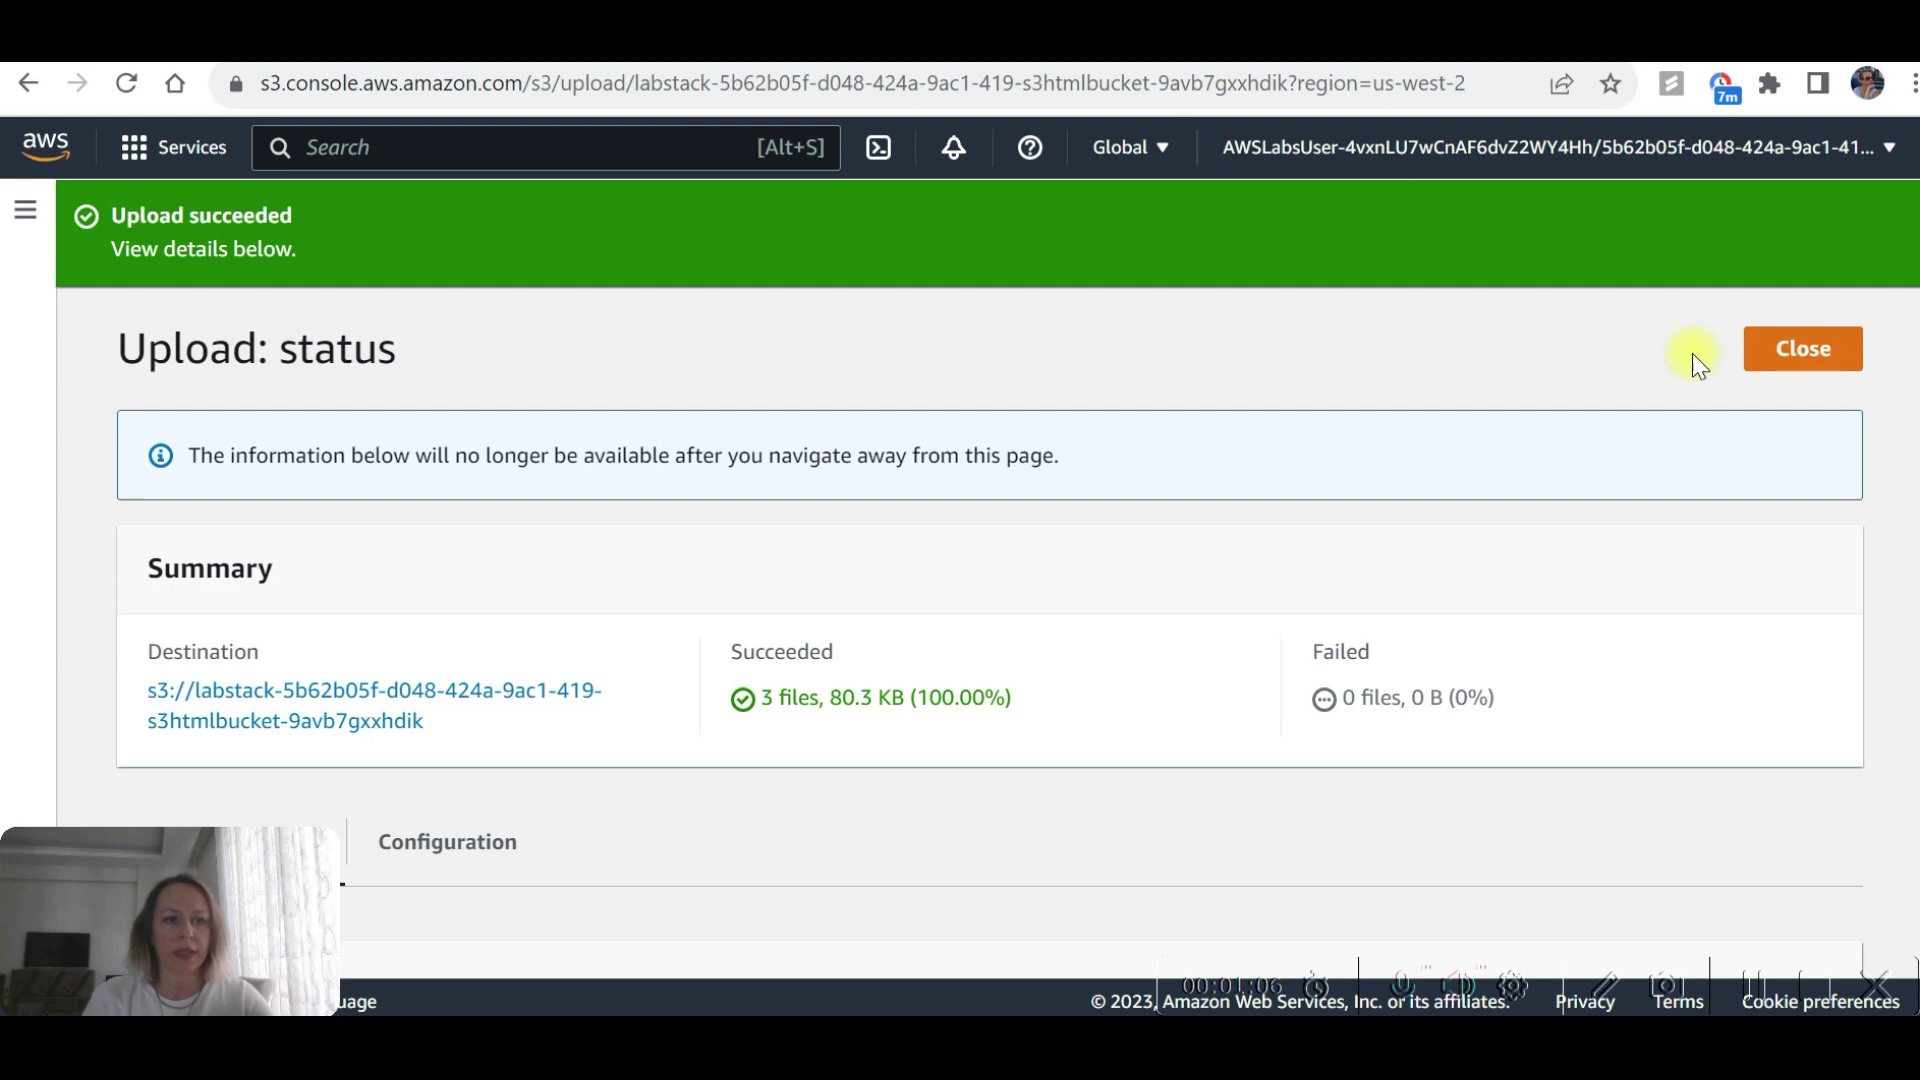 s3.console.aws.amazon.com/s3/upload/labstack-5b62b05f-d048-424a-9ac1-419-s3htmlbucket-9avb7gxxhdik?region=us-west-2
7m
aws
Services
Search
[Alt+S]
Global
AWSLabsUser-4vxnLU7wCnAF6dvZ2WY4Hh/5b62b05f-d048-424a-9ac1-41...
Upload succeeded
View details below.
Upload: status
Close
The information below will no longer be available after you navigate away from this page.
Summary
Destination
s3://labstack-5b62b05f-d048-424a-9ac1-419-
s3htmlbucket-9avb7gxxhdik
Succeeded
3 files, 80.3 KB (100.00%)
Failed
0 files, 0 B (0%)
Configuration
00:01:06
uage
© 2023, Amazon Web Services, Inc. or its affiliates.
Privacy
Terms
Cookie preferences